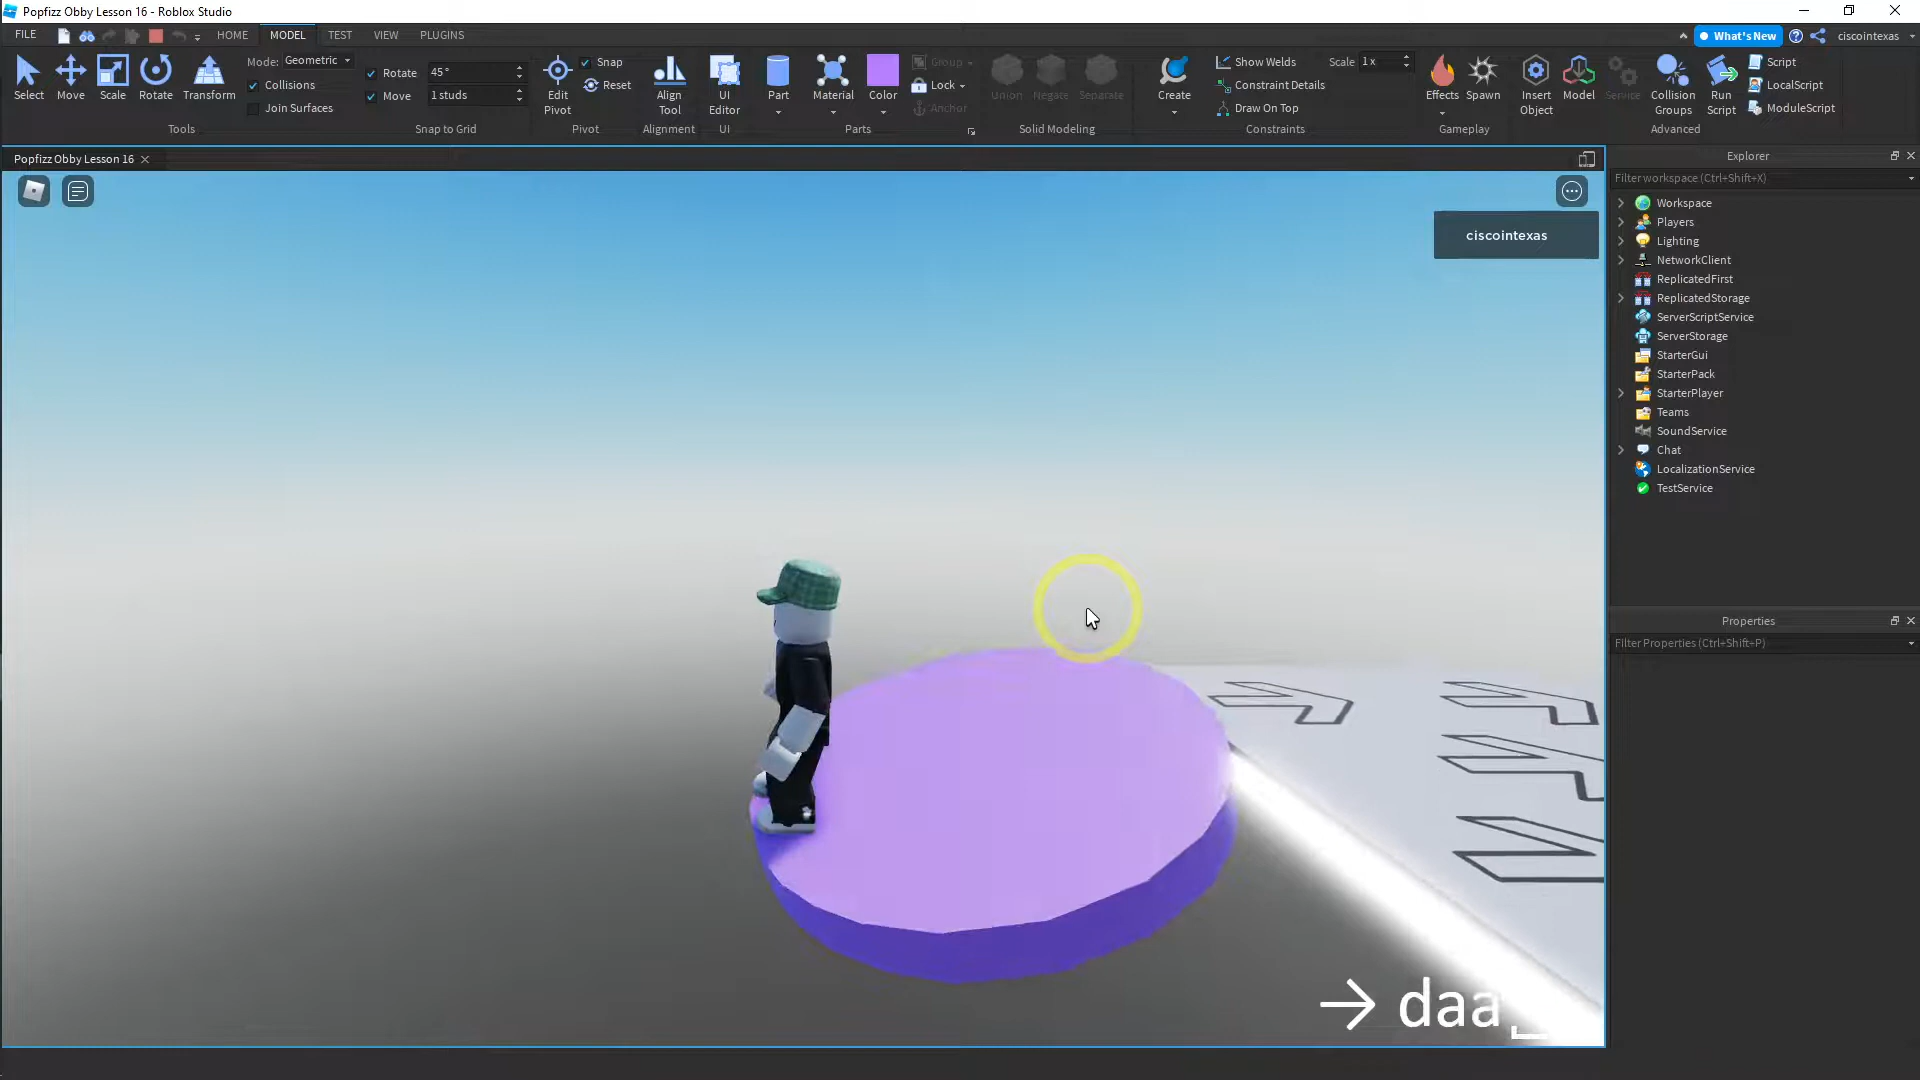 Popfizz Obby Lesson 16 - Roblox Studio
FILE HOME MODEL TEST VIEW PLUGINS What's New ciscointexas
Select Move Scale Rotate Transform
Mode: Geometric
Collisions
Join Surfaces
Tools
Rotate 45°
Move 1 studs
Snap to Grid
Edit Pivot
Snap
Reset
Pivot
Align Tool
Alignment
UI Editor
UI
Part Material Color
Group
Lock
Anchor
Parts
Union Negate Separate
Solid Modeling
Create
Show Welds Scale 1x
Constraint Details
Draw On Top
Constraints
Effects Spawn
Gameplay
Insert Object
Model
Service
Collision Groups
Run Script
Script
LocalScript
ModuleScript
Advanced
Popfizz Obby Lesson 16
ciscointexas
→ daa
Explorer
Filter workspace (Ctrl+Shift+X)
Workspace
Players
Lighting
NetworkClient
ReplicatedFirst
ReplicatedStorage
ServerScriptService
ServerStorage
StarterGui
StarterPack
StarterPlayer
Teams
SoundService
Chat
LocalizationService
TestService
Properties
Filter Properties (Ctrl+Shift+P)